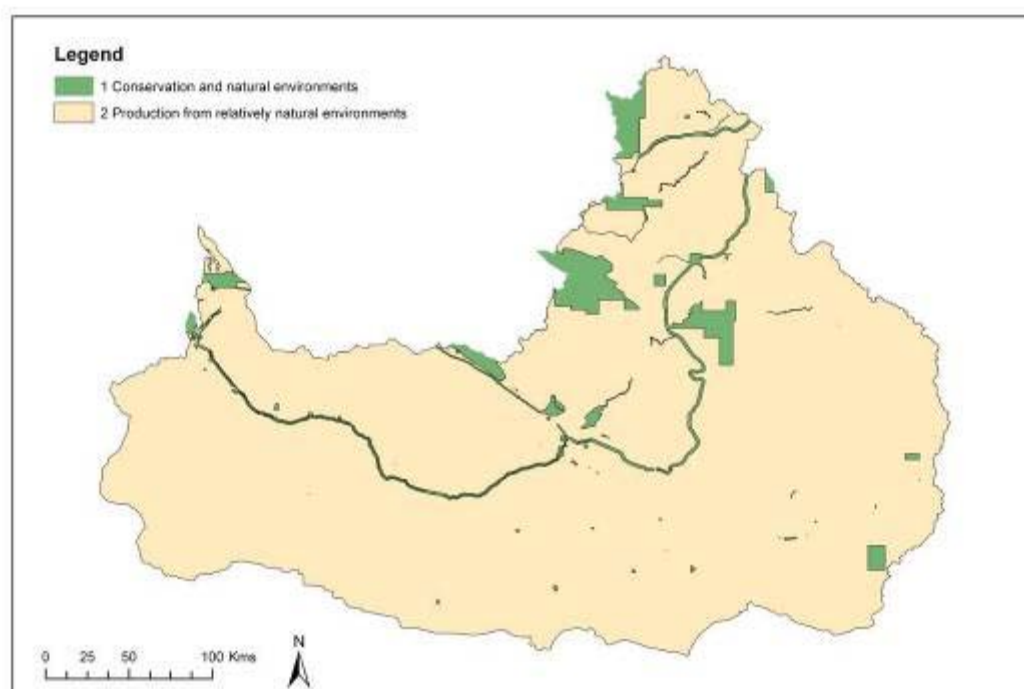 Legend
1 Conservation and natural environments
2 Production from relatively natural environments
N
0 25 50 100 Kms